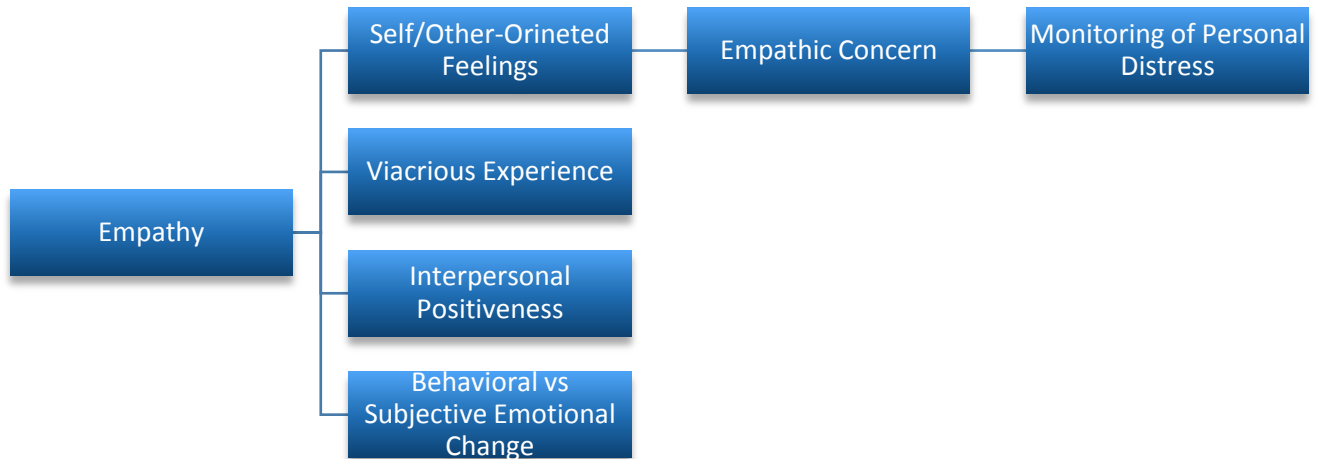 Self/Other-Orineted
Feelings
Empathic Concern
Monitoring of Personal
Distress
Viacrious Experience
Empathy
Interpersonal
Positiveness
Behavioral vs
Subjective Emotional
Change